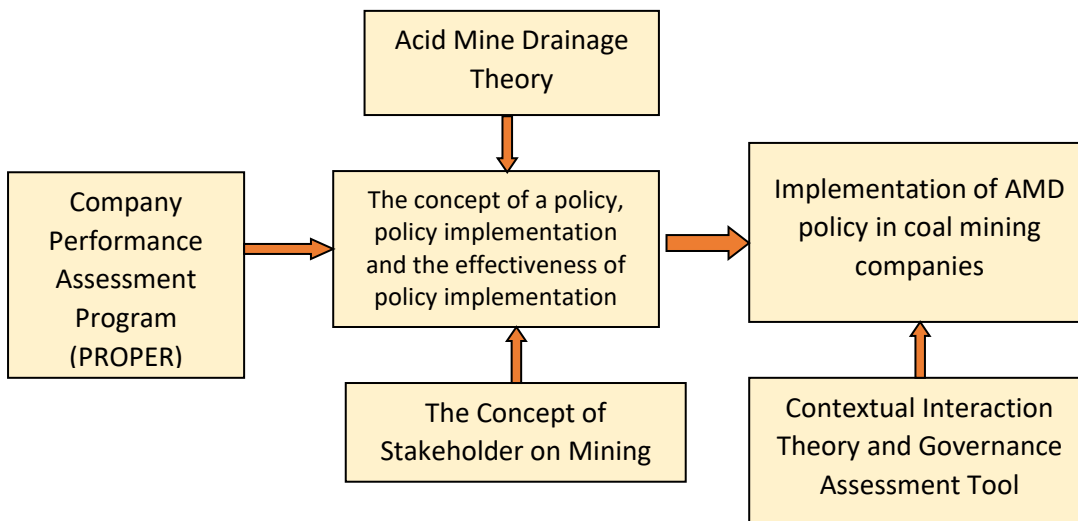 Acid Mine Drainage
Theory
Company
Performance
Assessment
Program
(PROPER)
The concept of a policy,
policy implementation
and the effectiveness of
policy implementation
Implementation of AMD
policy in coal mining
companies
The Concept of
Stakeholder on Mining
Contextual Interaction
Theory and Governance
Assessment Tool